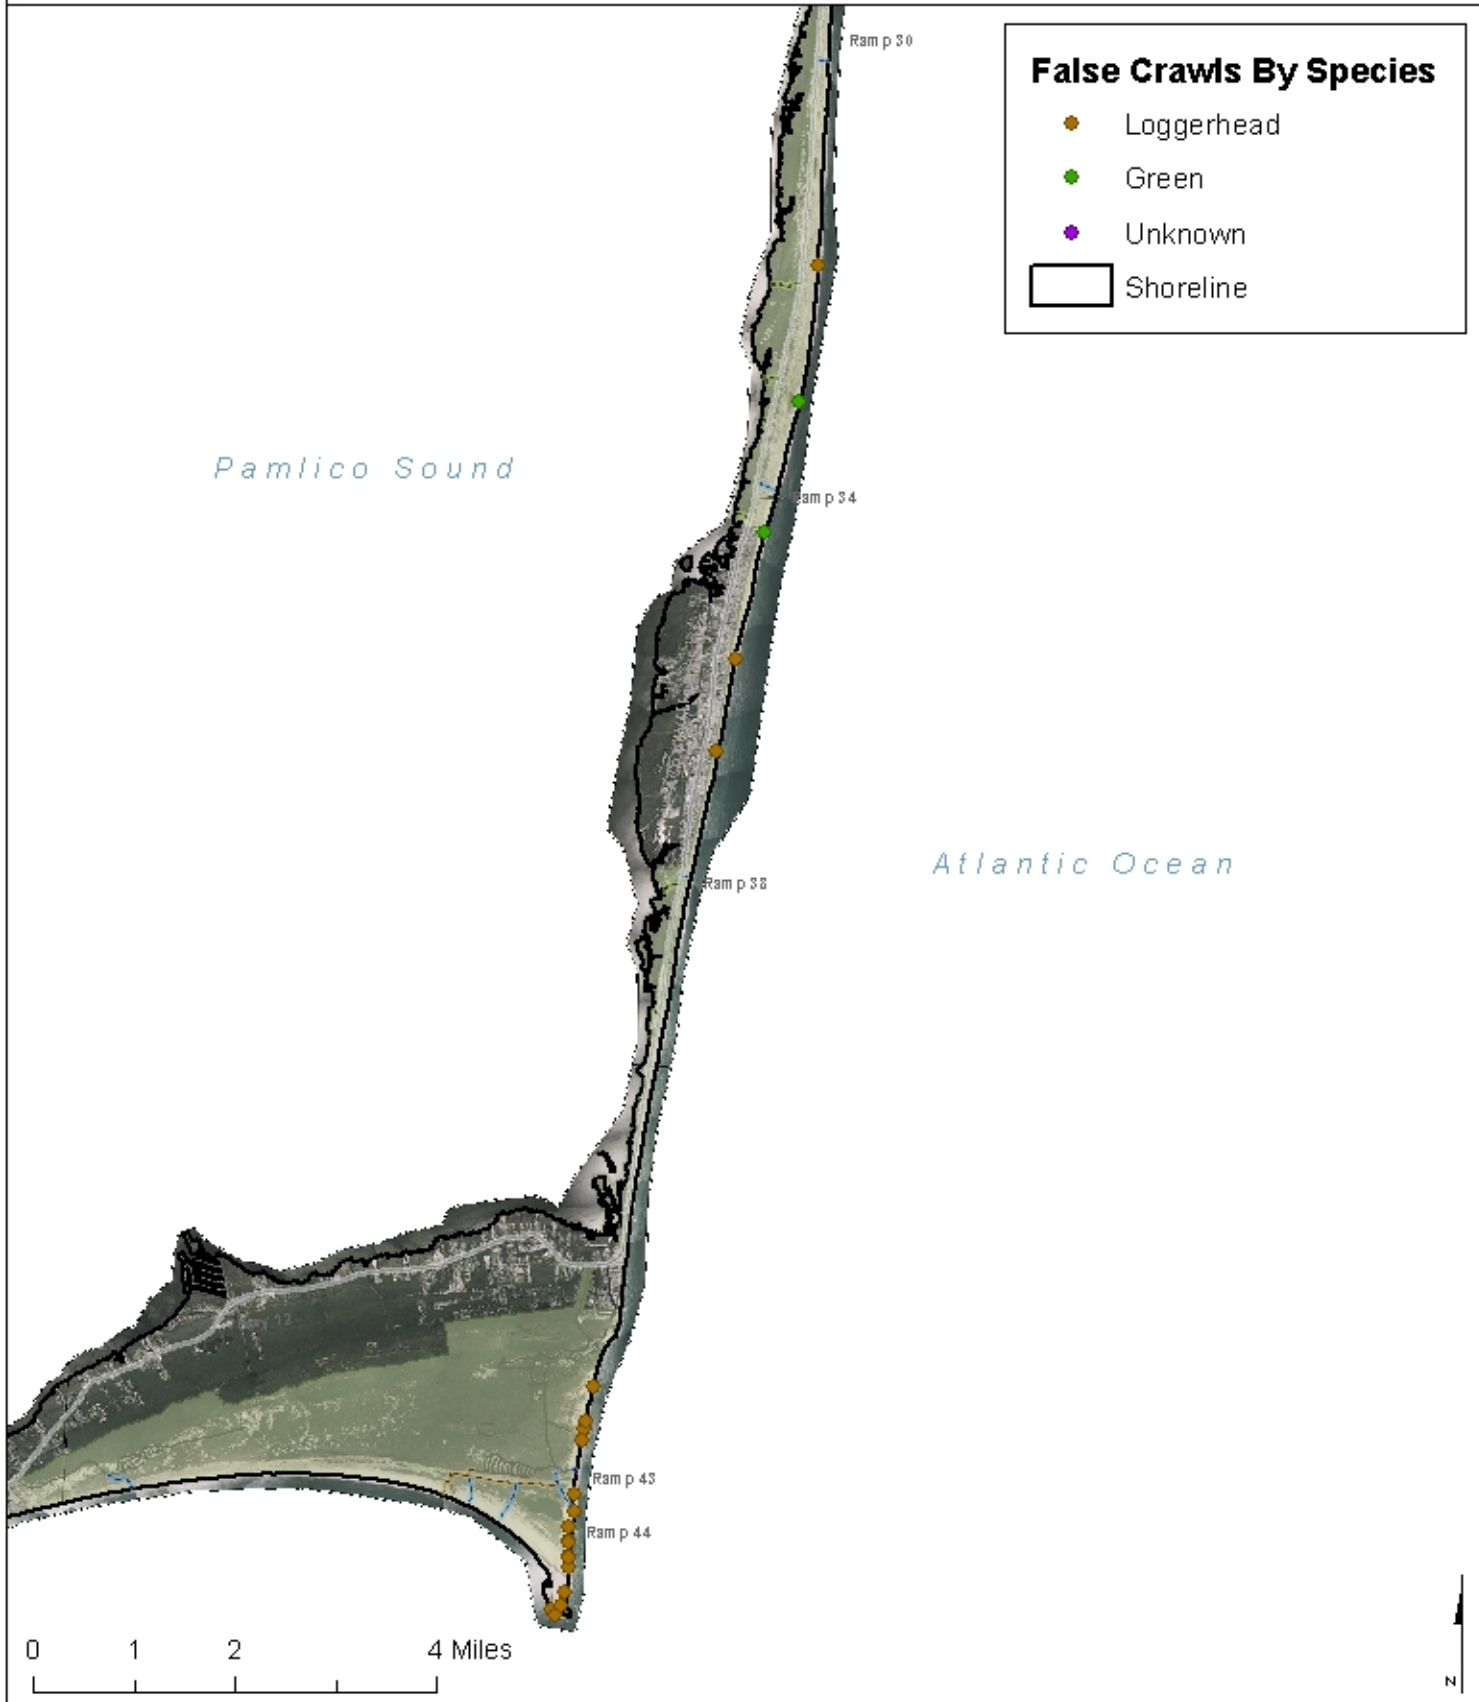 Ramp 30
False Crawls By Species
Loggerhead
Green
Unknown
Shoreline
Pamlico Sound
amp 34
Atlantic Ocean
Ramp 38
Ramp 43
Ramp 44
0 1 2 4 Miles
N